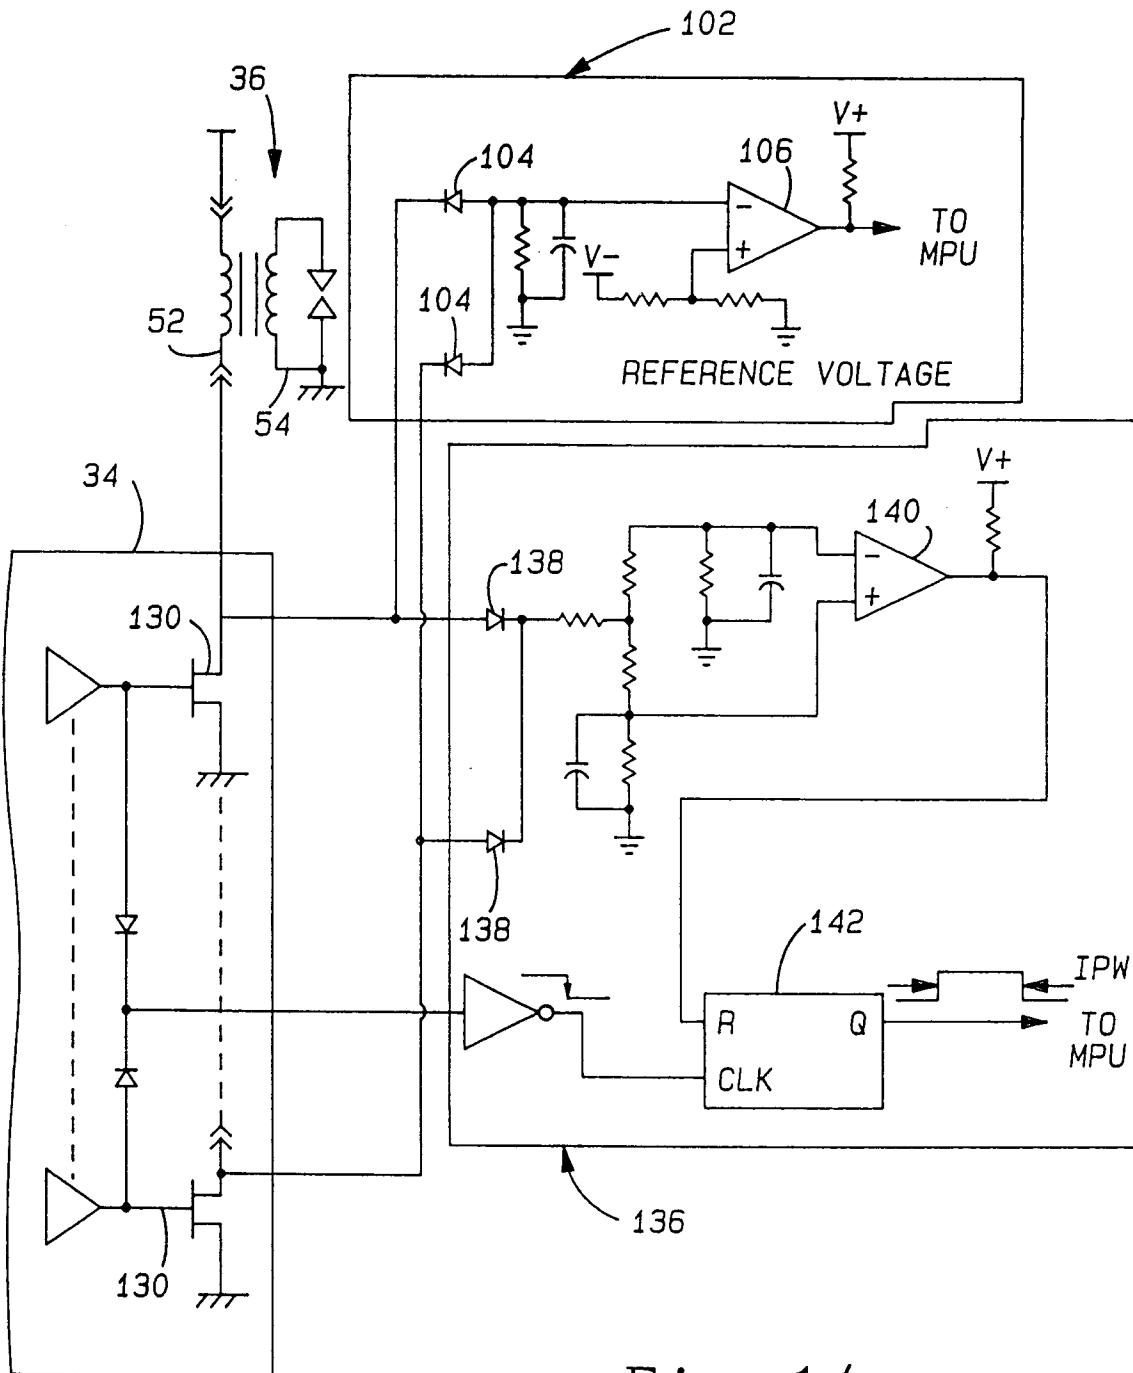 102
36
V+
104
106
-
TO
MPU
+
V-
104
52
REFERENCE VOLTAGE
54
V+
34
140
138
-
+
130
138
142
IPW
R
Q
TO
MPU
CLK
136
130